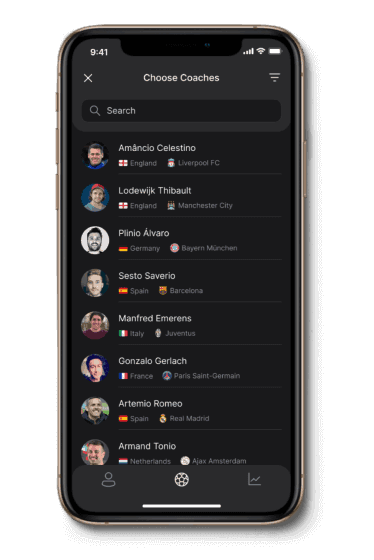 9:41
Choose Coaches
Search
Amâncio Celestino
England Liverpool FC
Lodewijk Thibault
England Manchester City
Plinio Álvaro
Germany Bayern München
Sesto Saverio
Spain Barcelona
Manfred Emerens
Italy Juventus
Gonzalo Gerlach
France Paris Saint-Germain
Artemio Romeo
Spain Real Madrid
Armand Tonio
Netherlands Ajax Amsterdam